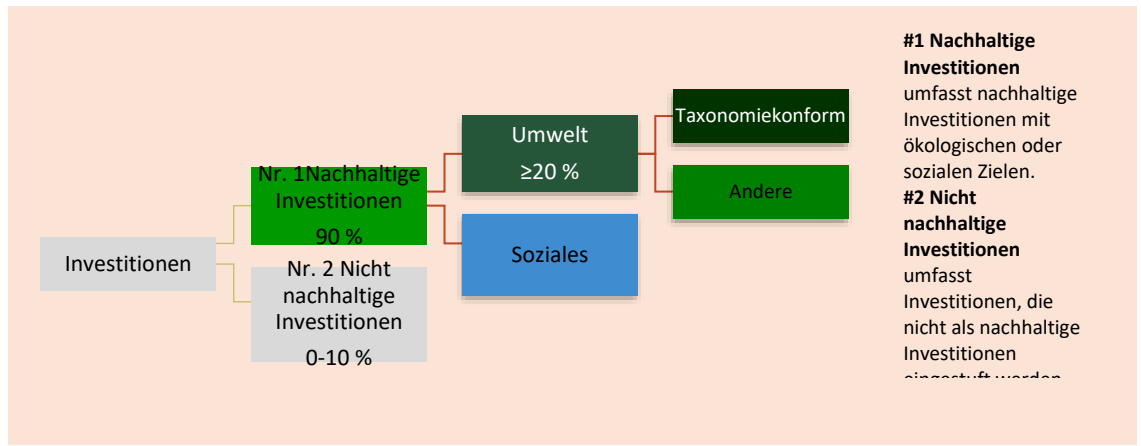 Investitionen
Nr. 1Nachhaltige
Investitionen
90 %
Nr. 2 Nicht
nachhaltige
Investitionen
0-10 %
Umwelt
≥20 %
Soziales
Taxonomiekonform
Andere
#1 Nachhaltige
Investitionen
umfasst nachhaltige
Investitionen mit
ökologischen oder
sozialen Zielen.
#2 Nicht
nachhaltige
Investitionen
umfasst
Investitionen, die
nicht als nachhaltige
Investitionen
eingestuft werden